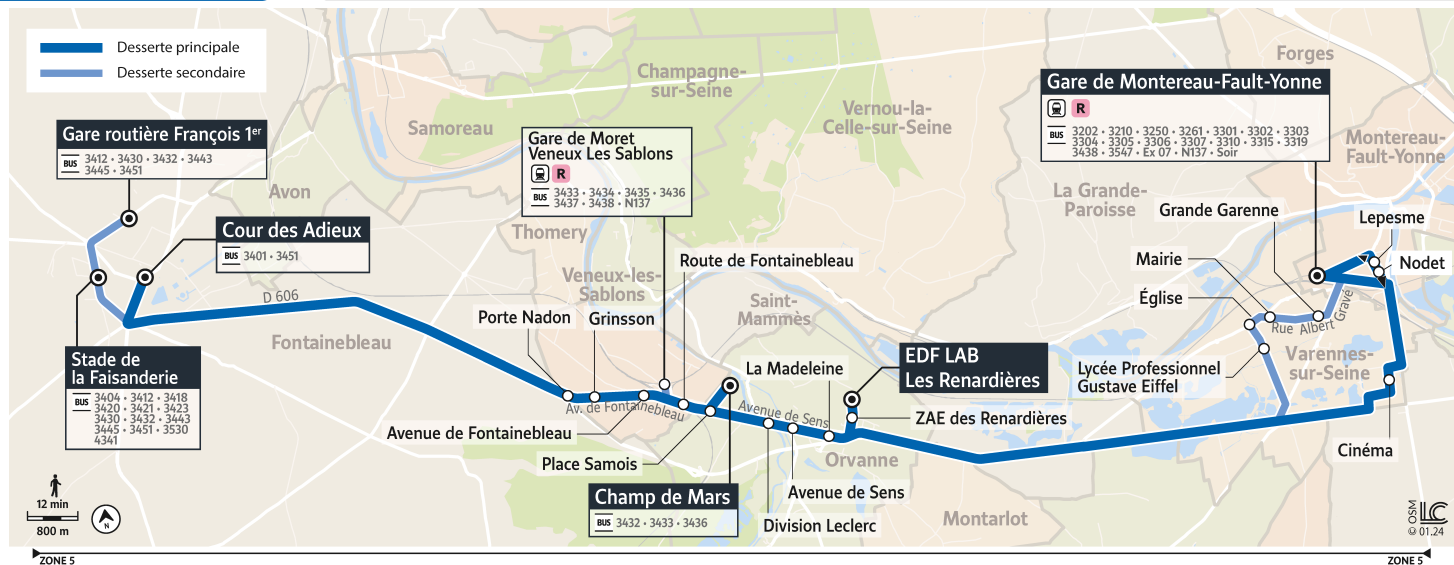 Desserte principale
Desserte secondaire
Gare routière François 1er
BUS 3412 • 3430 • 3432 • 3443
3445 • 3451
Cour des Adieux
BUS 3401 • 3451
Stade de
la Faisanderie
BUS 3404 • 3412 • 3418
3420 • 3421 • 3423
3430 • 3432 • 3443
3445 • 3451 • 3530
4341
Samoreau
Avon
D 606
Fontainebleau
Champagne-
sur-Seine
Gare de Moret
Veneux Les Sablons
R
BUS 3433 • 3434 • 3435 • 3436
3437 • 3438 • N137
Thomery
Veneux-les-
Sablons
Route de Fontainebleau
Saint-
Mammès
Porte Nadon
Grinsson
Av. de Fontainebleau
Avenue de Fontainebleau
Place Samois
Champ de Mars
BUS 3432 • 3433 • 3436
La Madeleine
Avenue de Sens
Avenue de Sens
Division Leclerc
EDF LAB
Les Renardières
ZAE des Renardières
Orvanne
Montarlot
Vernou-la-
Celle-sur-Seine
Forges
Gare de Montereau-Fault-Yonne
R
BUS 3202 • 3210 • 3250 • 3261 • 3301 • 3302 • 3303
3304 • 3305 • 3306 • 3307 • 3310 • 3315 • 3319
3438 • 3547 • Ex 07 • N137 • Soir
Montereau-
Fault-Yonne
La Grande-
Paroisse
Grande Garenne
Lepesme
Nodet
Mairie
Église
Rue Albert Gravé
Lycée Professionnel
Gustave Eiffel
Varennes-
sur-Seine
Cinéma
12 min
800 m
N
© OSM
LC
© 01.24
ZONE 5
ZONE 5